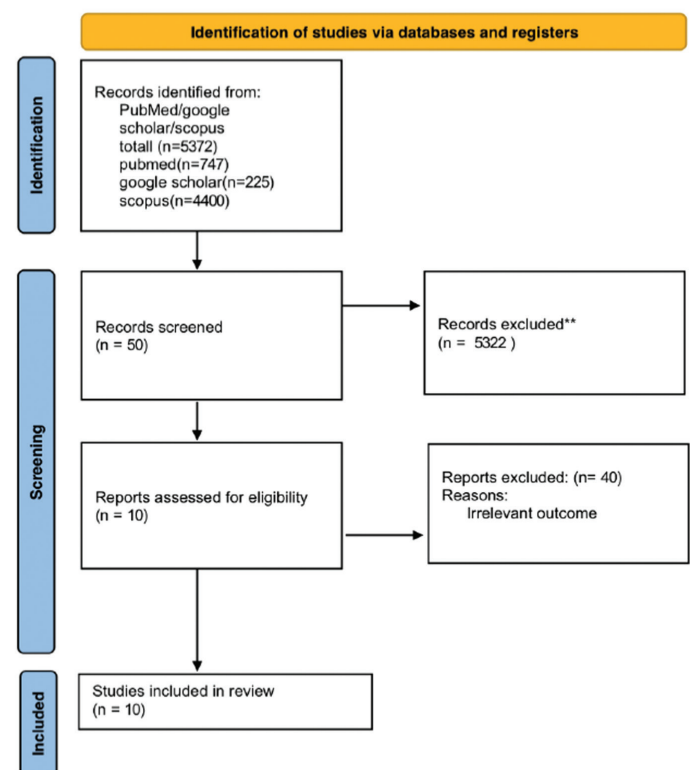 Identification of studies via databases and registers
Identification
Records identified from:
PubMed/google
scholar/scopus
totall (n=5372)
pubmed(n=747)
google scholar(n=225)
scopus(n=4400)
Screening
Records screened
(n = 50)
Records excluded**
(n = 5322 )
Reports assessed for eligibility
(n = 10)
Reports excluded: (n= 40)
Reasons:
Irrelevant outcome
Included
Studies included in review
(n = 10)